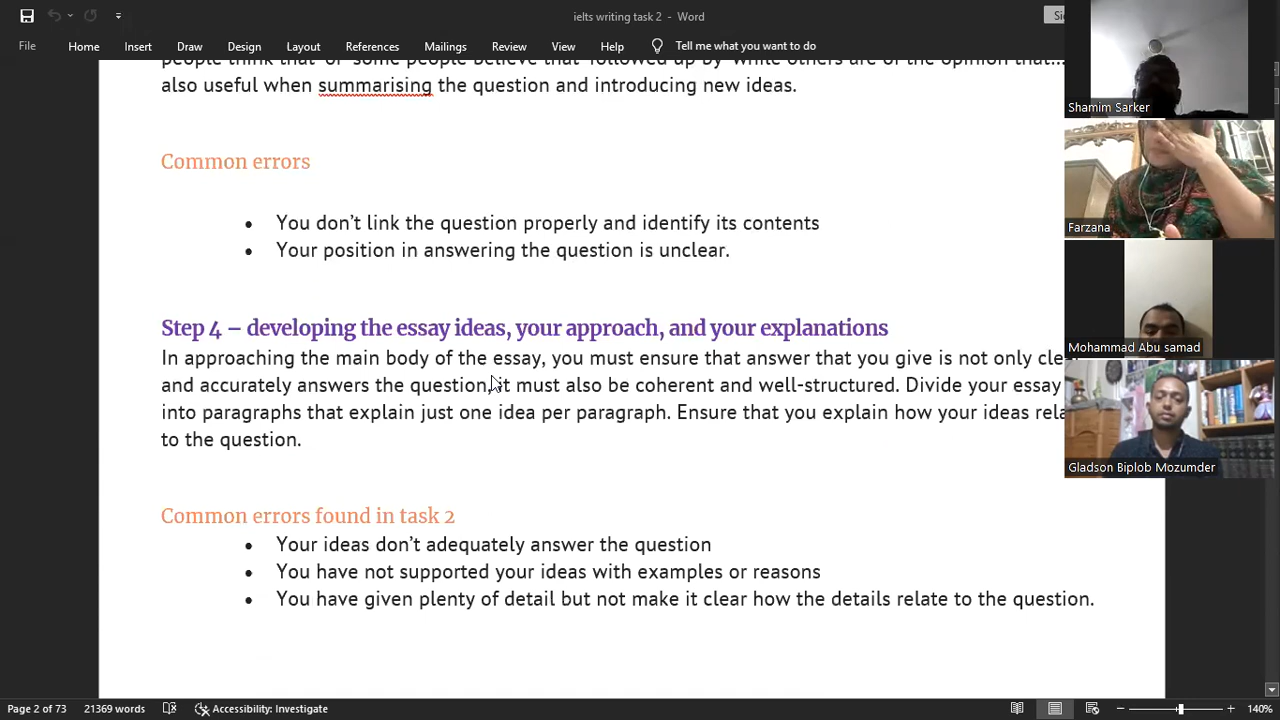 ielts writing task 2 - Word
File Home Insert Draw Design Layout References Mailings Review View Help Tell me what you want to do
people think that' or 'some people believe that' followed up by 'while others are of the opinion that...
also useful when summarising the question and introducing new ideas.
Common errors
• You don’t link the question properly and identify its contents
• Your position in answering the question is unclear.
Step 4 – developing the essay ideas, your approach, and your explanations
In approaching the main body of the essay, you must ensure that answer that you give is not only
and accurately answers the question, it must also be coherent and well-structured. Divide your essay
into paragraphs that explain just one idea per paragraph. Ensure that you explain how your ideas
to the question.
Common errors found in task 2
• Your ideas don’t adequately answer the question
• You have not supported your ideas with examples or reasons
• You have given plenty of detail but not make it clear how the details relate to the question.
Shamim Sarker
Farzana
Mohammad Abu samad
Gladson Biplob Mozumder
Page 2 of 73 21369 words Accessibility: Investigate 140%